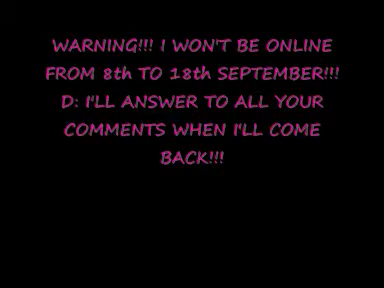 WARNING!!! I WON'T BE ONLINE
FROM 8th TO 18th SEPTEMBER!!!
D: I'LL ANSWER TO ALL YOUR
COMMENTS WHEN I'LL COME
BACK!!!